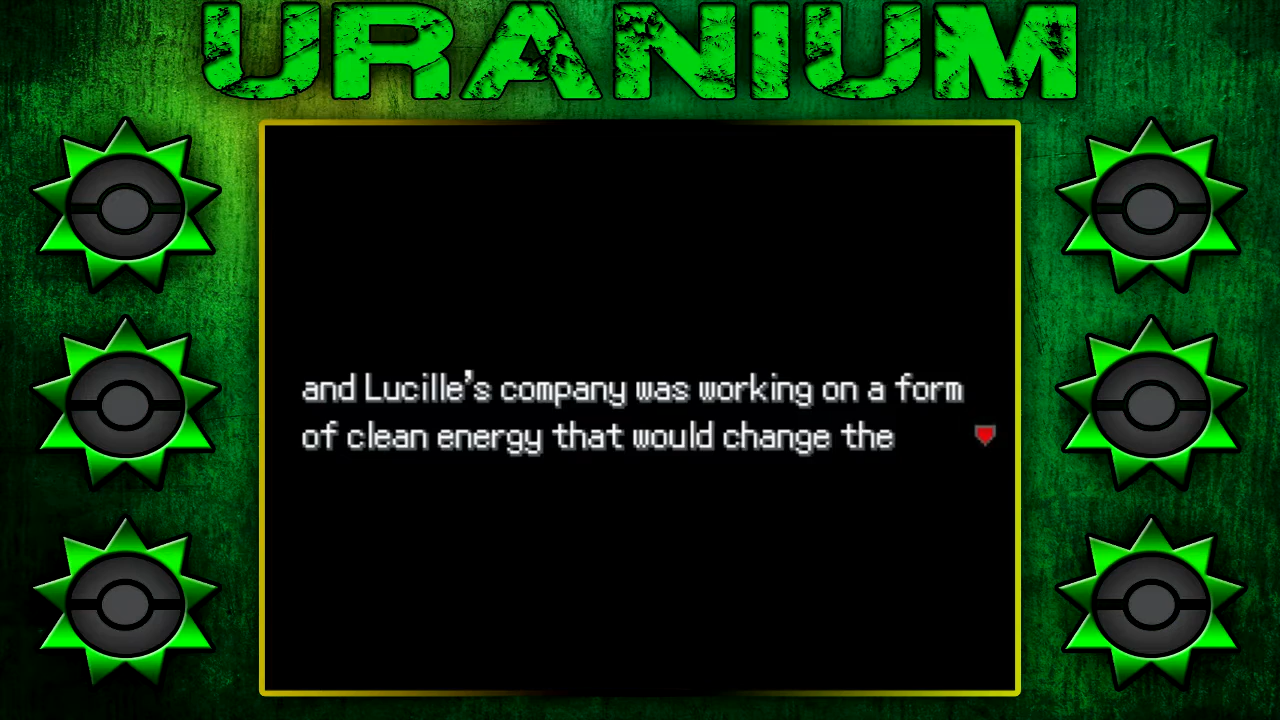 URANIUM
and Lucille's company was working on a form
of clean energy that would change the